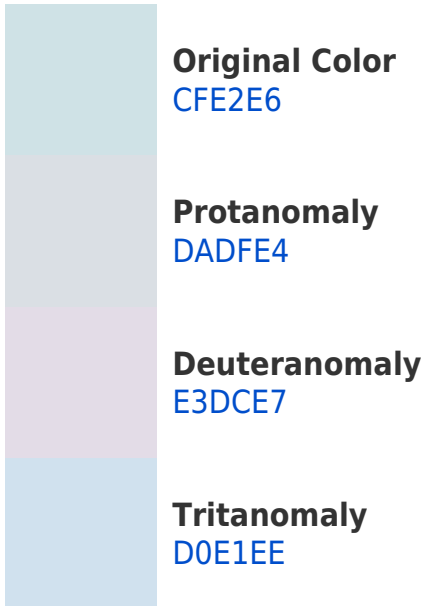 Original Color
CFE2E6
Protanomaly
DADFE4
Deuteranomaly
E3DCE7
Tritanomaly
D0E1EE